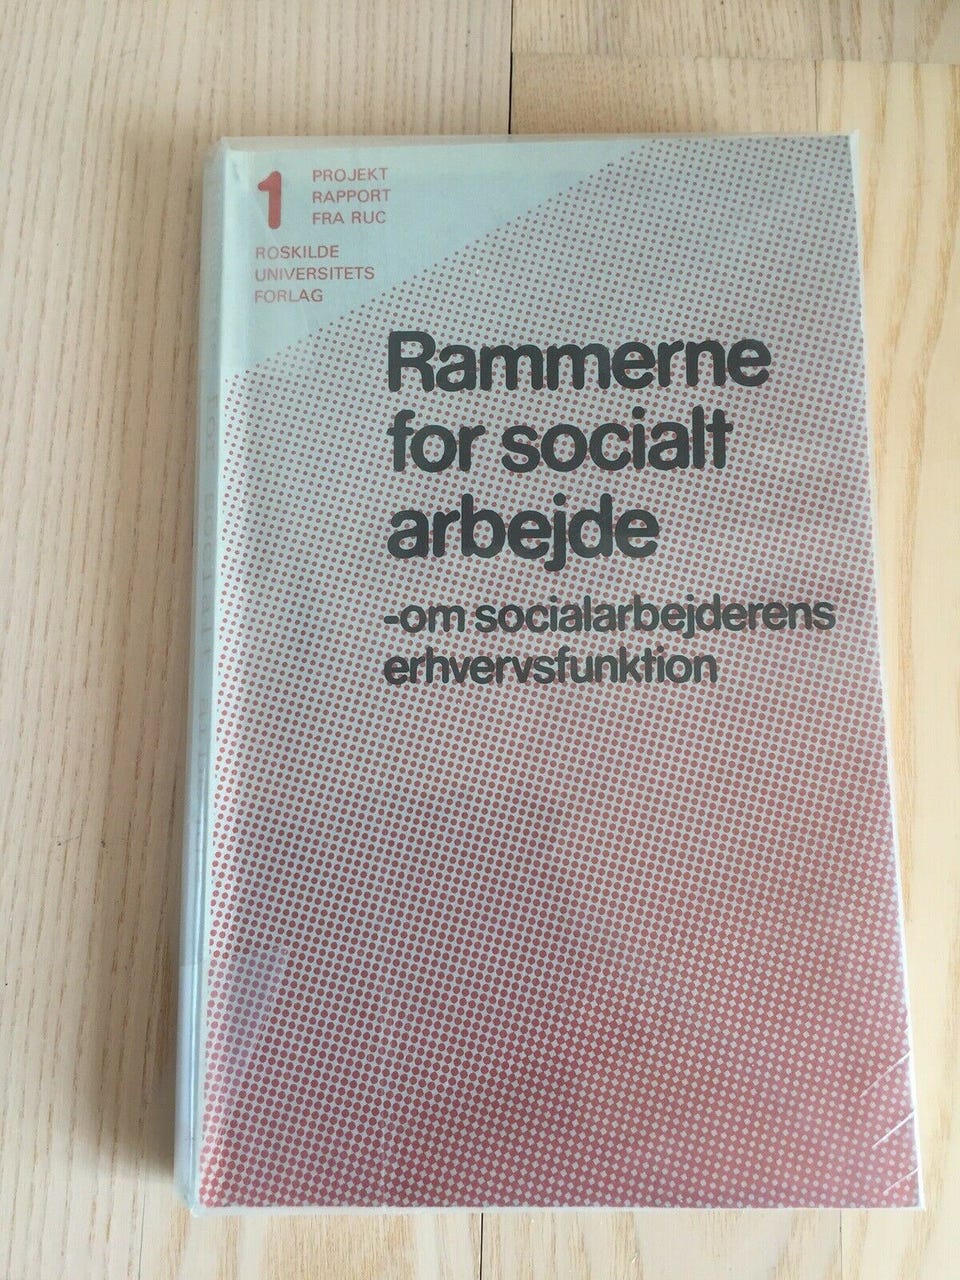 1
PROJEKT
RAPPORT
FRA RUC
ROSKILDE
UNIVERSITETS
FORLAG
Rammerne
for socialt
arbejde
-om socialarbejderens
erhvervsfunktion